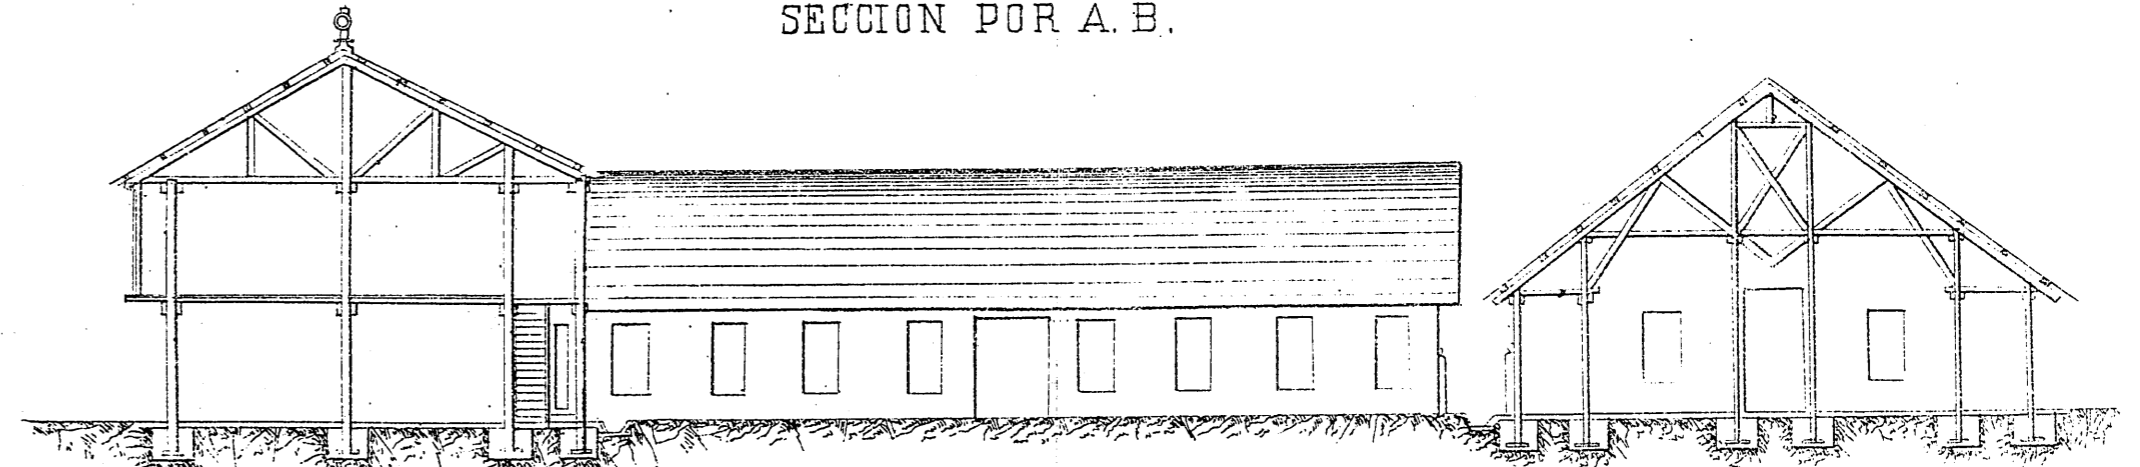 SECCION POR A. B.